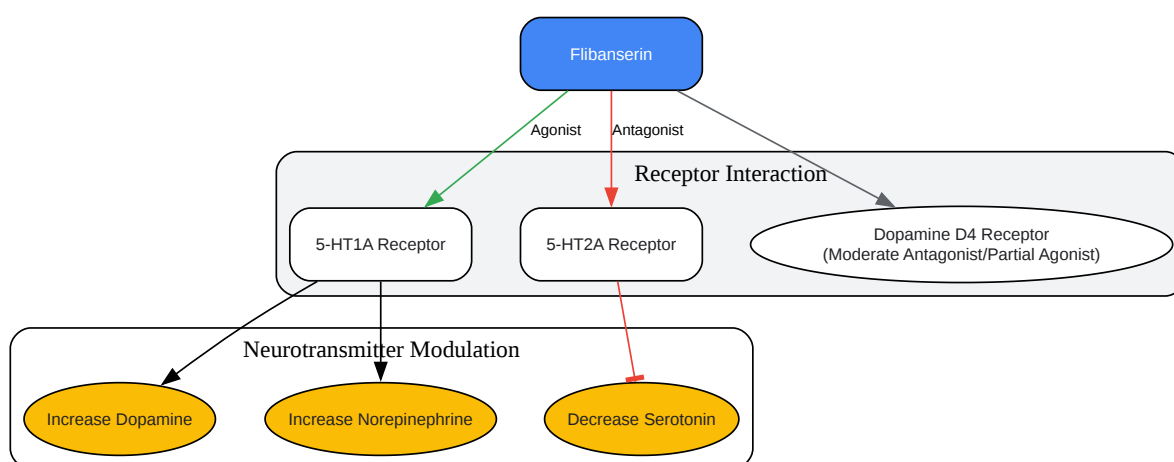 Flibanserin
Agonist
Antagonist
Receptor Interaction
5-HT1A Receptor
5-HT2A Receptor
Dopamine D4 Receptor
(Moderate Antagonist/Partial Agonist)
Neurotransmitter Modulation
Increase Dopamine
Increase Norepinephrine
Decrease Serotonin